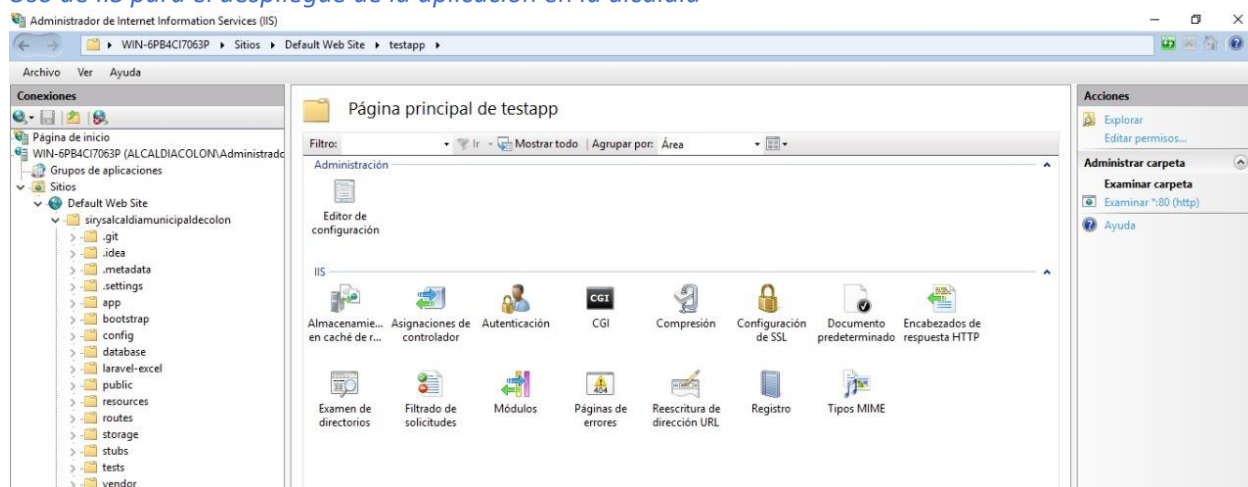 Uso de IIS para el despliegue de la aplicación en la alcaldía
Administrador de Internet Information Services (IIS)
WIN-6PB4CI7063P Sitios Default Web Site testapp
Archivo Ver Ayuda
Conexiones
Página de inicio
WIN-6PB4CI7063P (ALCALDIACOLON\Administrado
Grupos de aplicaciones
Sitios
Default Web Site
sirysalcaldiamunicipaldecolon
.git
.idea
.metadata
.settings
app
bootstrap
config
database
laravel-excel
public
resources
routes
storage
stubs
tests
vendor
Página principal de testapp
Filtro: Ir Mostrar todo Agrupar por: Área
Administración
Editor de
configuración
IIS
Almacenamie... Asignaciones de Autenticación CGI Compresión Configuración Documento Encabezados de
en caché de r... controlador de SSL predeterminado respuesta HTTP
Examen de Filtrado de Módulos Páginas de Reescritura de Registro Tipos MIME
directorios solicitudes errores dirección URL
Acciones
Explorar
Editar permisos...
Administrar carpeta
Examinar carpeta
Examinar *:80 (http)
Ayuda